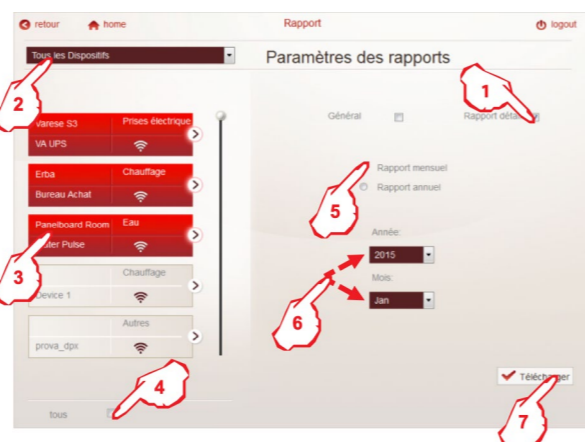 retour home Rapport logout
Tous les Dispositifs
Paramètres des rapports
1
2
Général Rapport détai
Varese S3 Prises électrique
VA UPS
Erba Chauffage
Bureau Achat
Rapport mensuel
Rapport annuel
5
Panelboard Room Eau
ter Pulse
3
Année:
2015
Mois:
Jan
6
Chauffage
Device 1
Autres
prova_dpx
4
tous
Télécharger
7